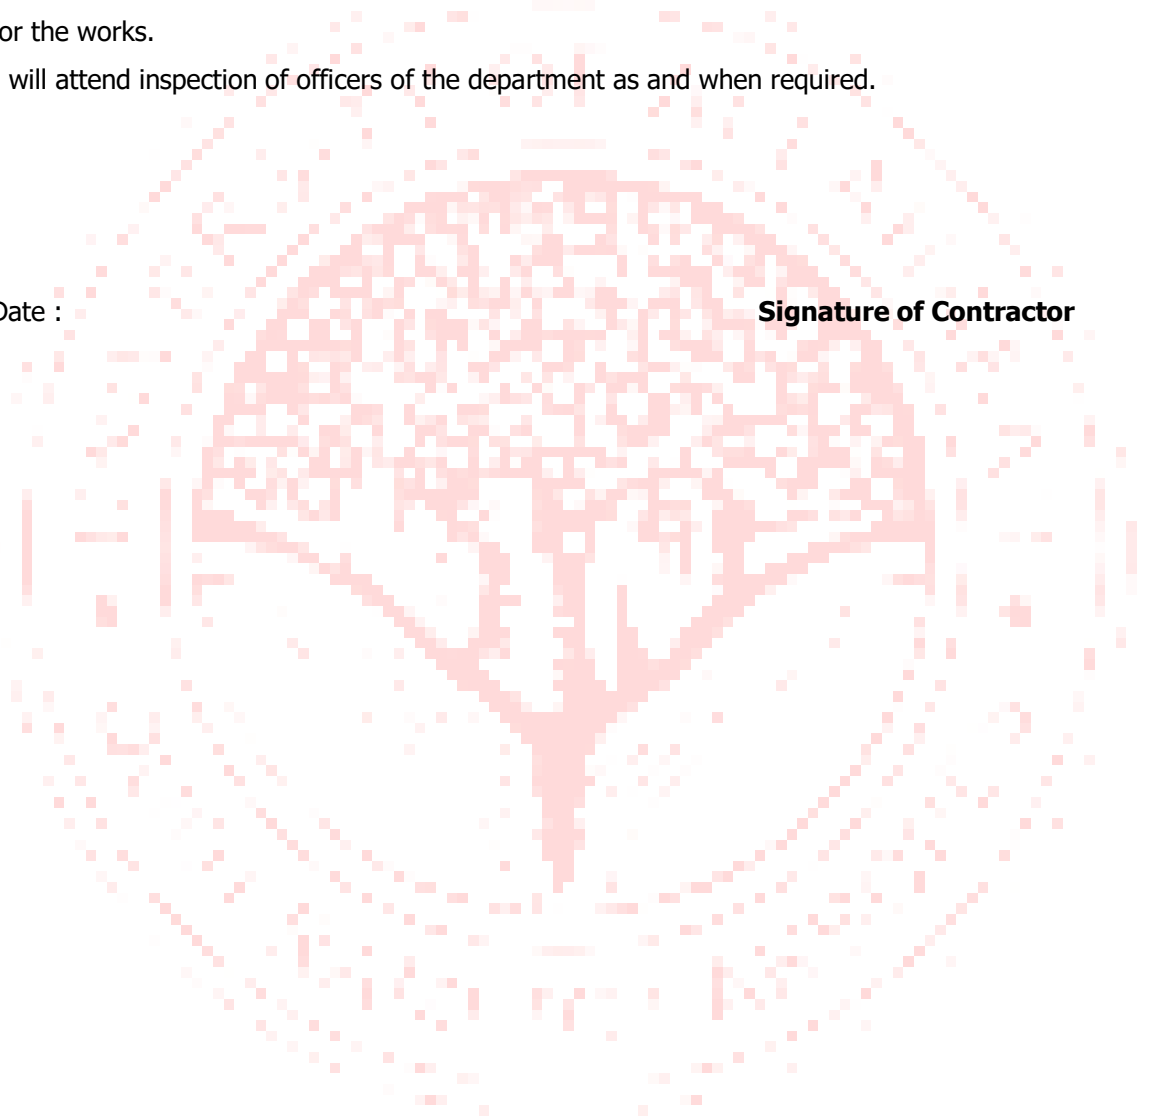 or the works.
will attend inspection of officers of the department as and when required.
Date :
Signature of Contractor